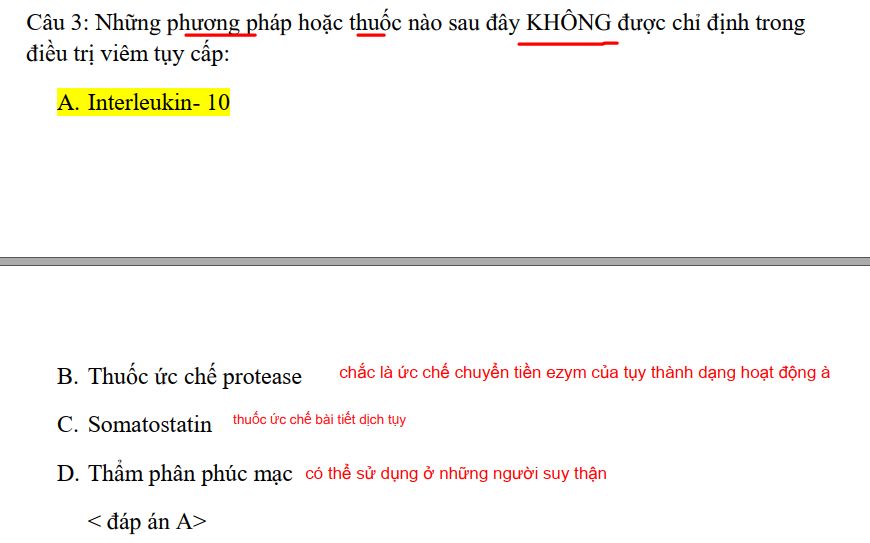 Câu 3: Những phương pháp hoặc thuốc nào sau đây KHÔNG được chỉ định trong
điều trị viêm tụy cấp:
A. Interleukin- 10
B. Thuốc ức chế protease chắc là ức chế chuyển tiền ezym của tụy thành dạng hoạt động à
C. Somatostatin thuốc ức chế bài tiết dịch tụy
D. Thẩm phân phúc mạc có thể sử dụng ở những người suy thận
< đáp án A>